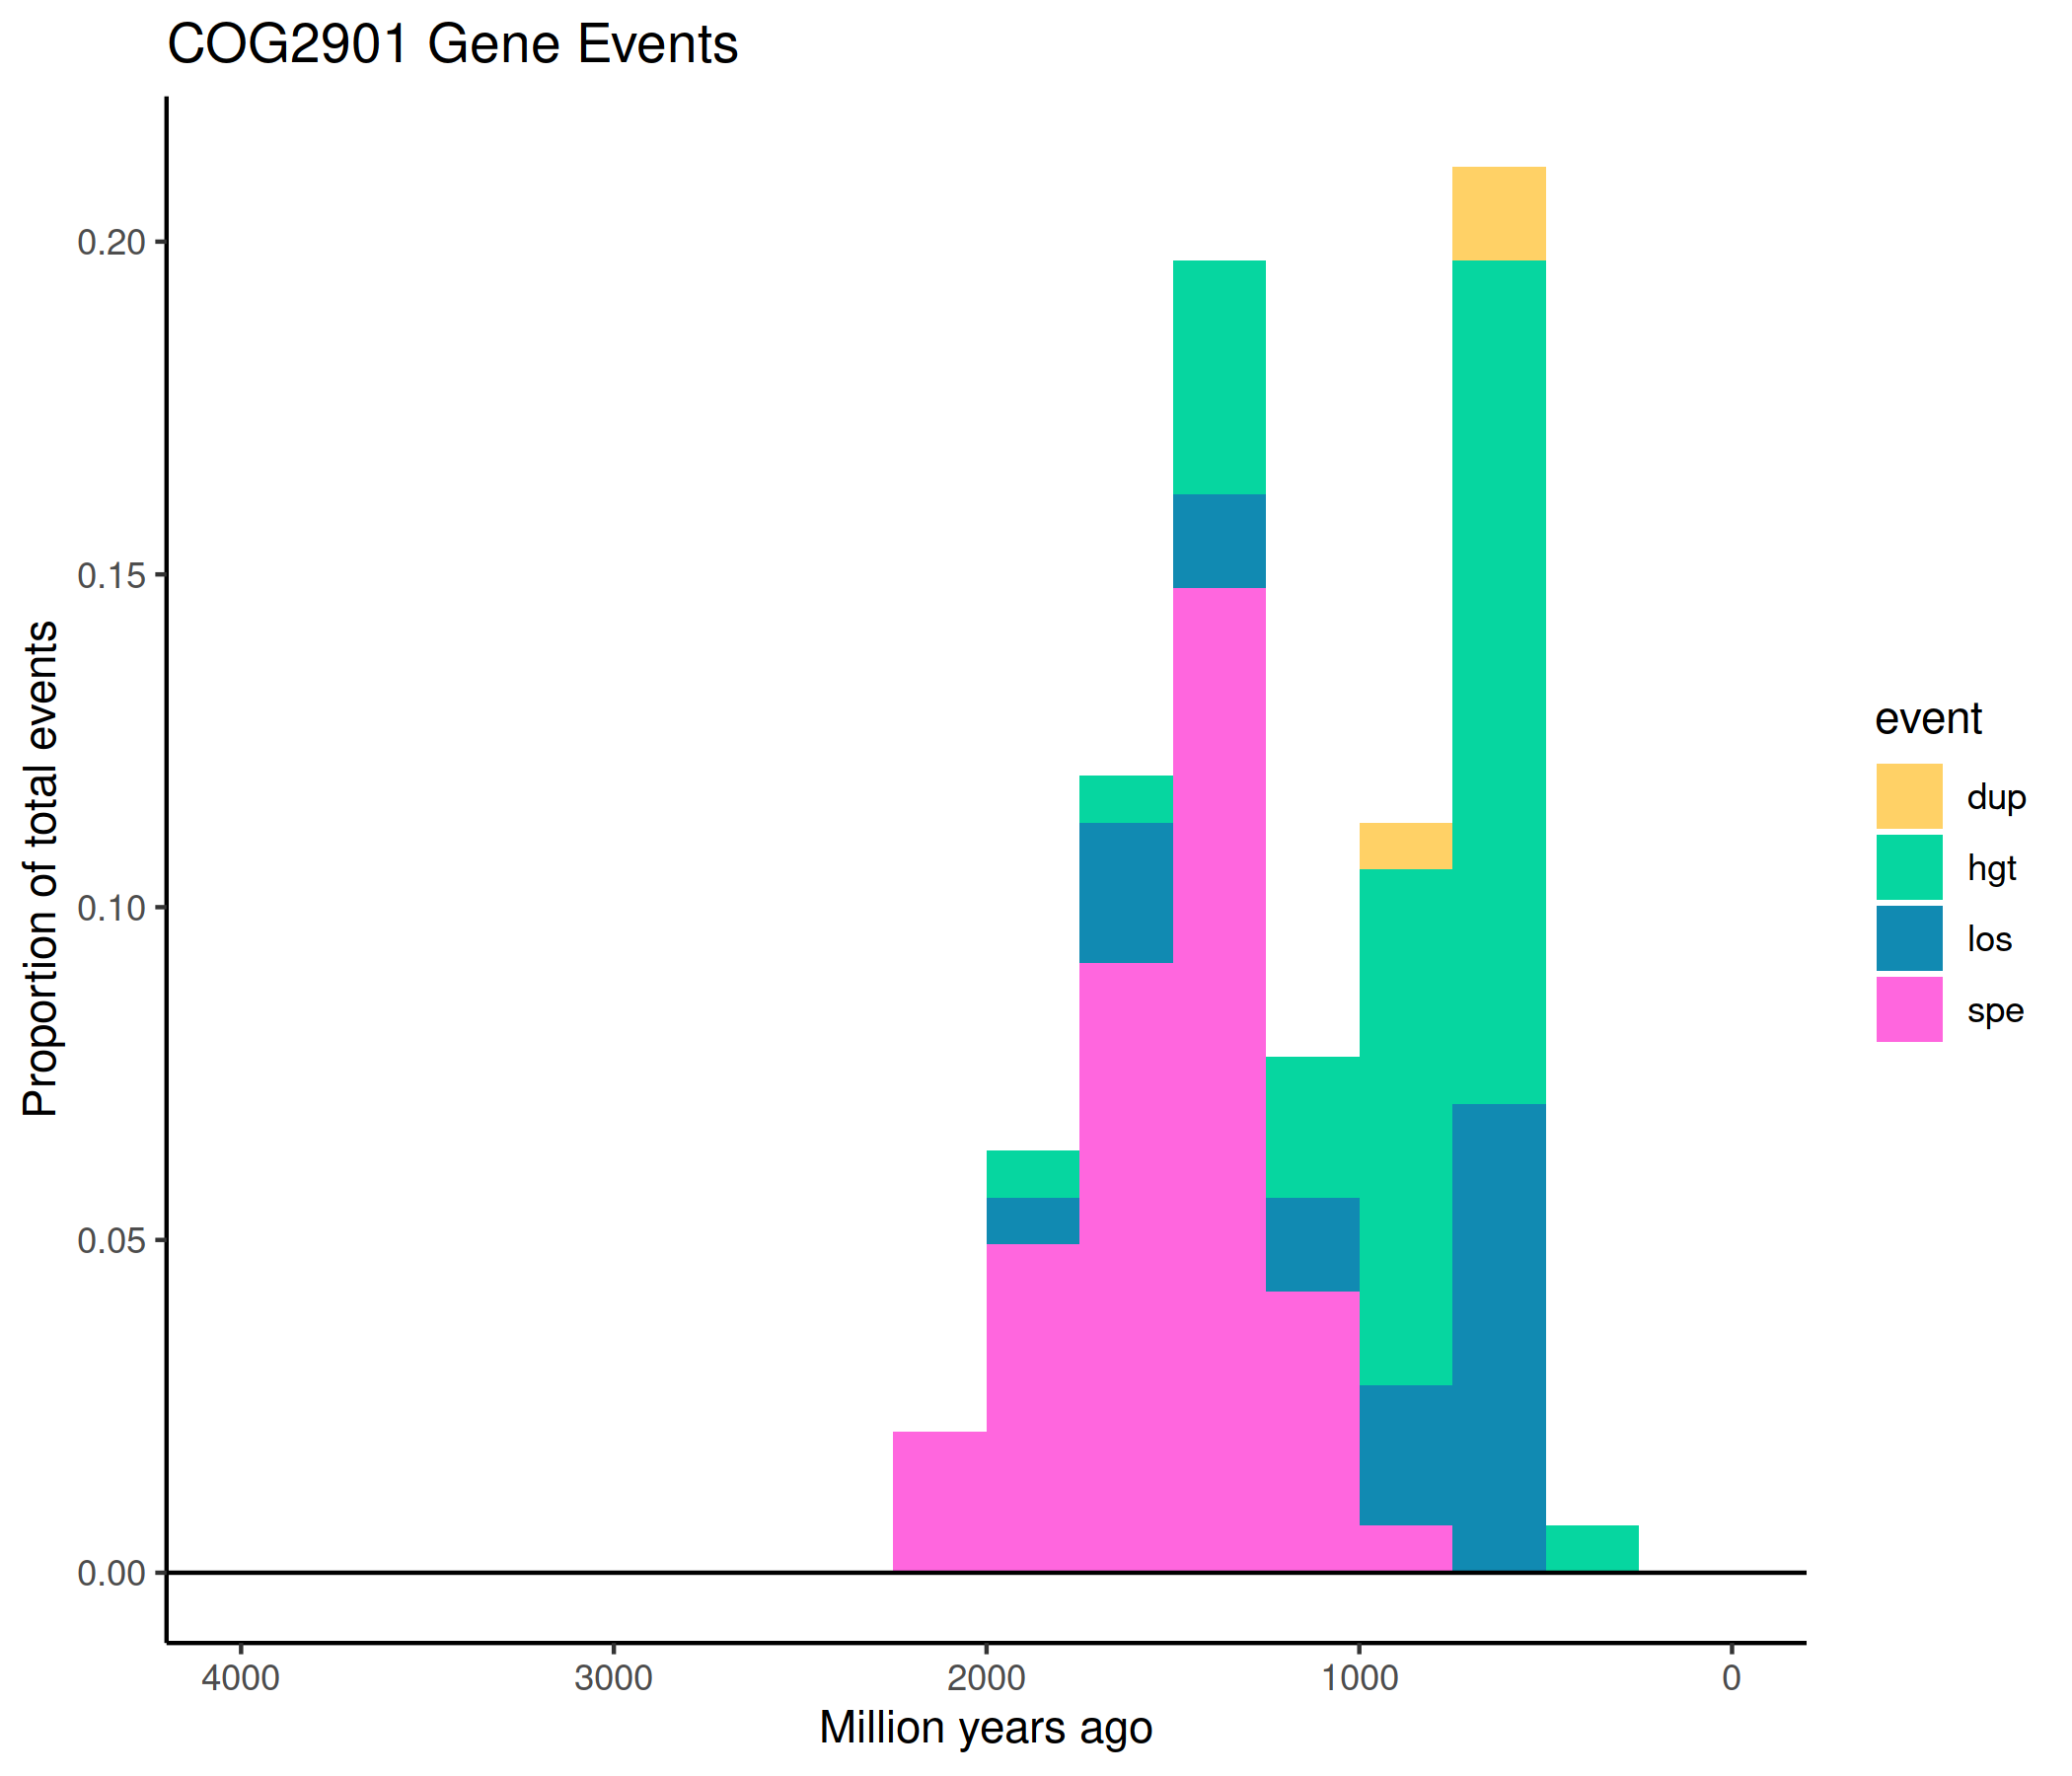 COG2901 Gene Events
Proportion of total events
0.20
0.15
0.10
0.05
0.00
4000 3000 2000 1000 0
Million years ago
event
dup
hgt
los
spe